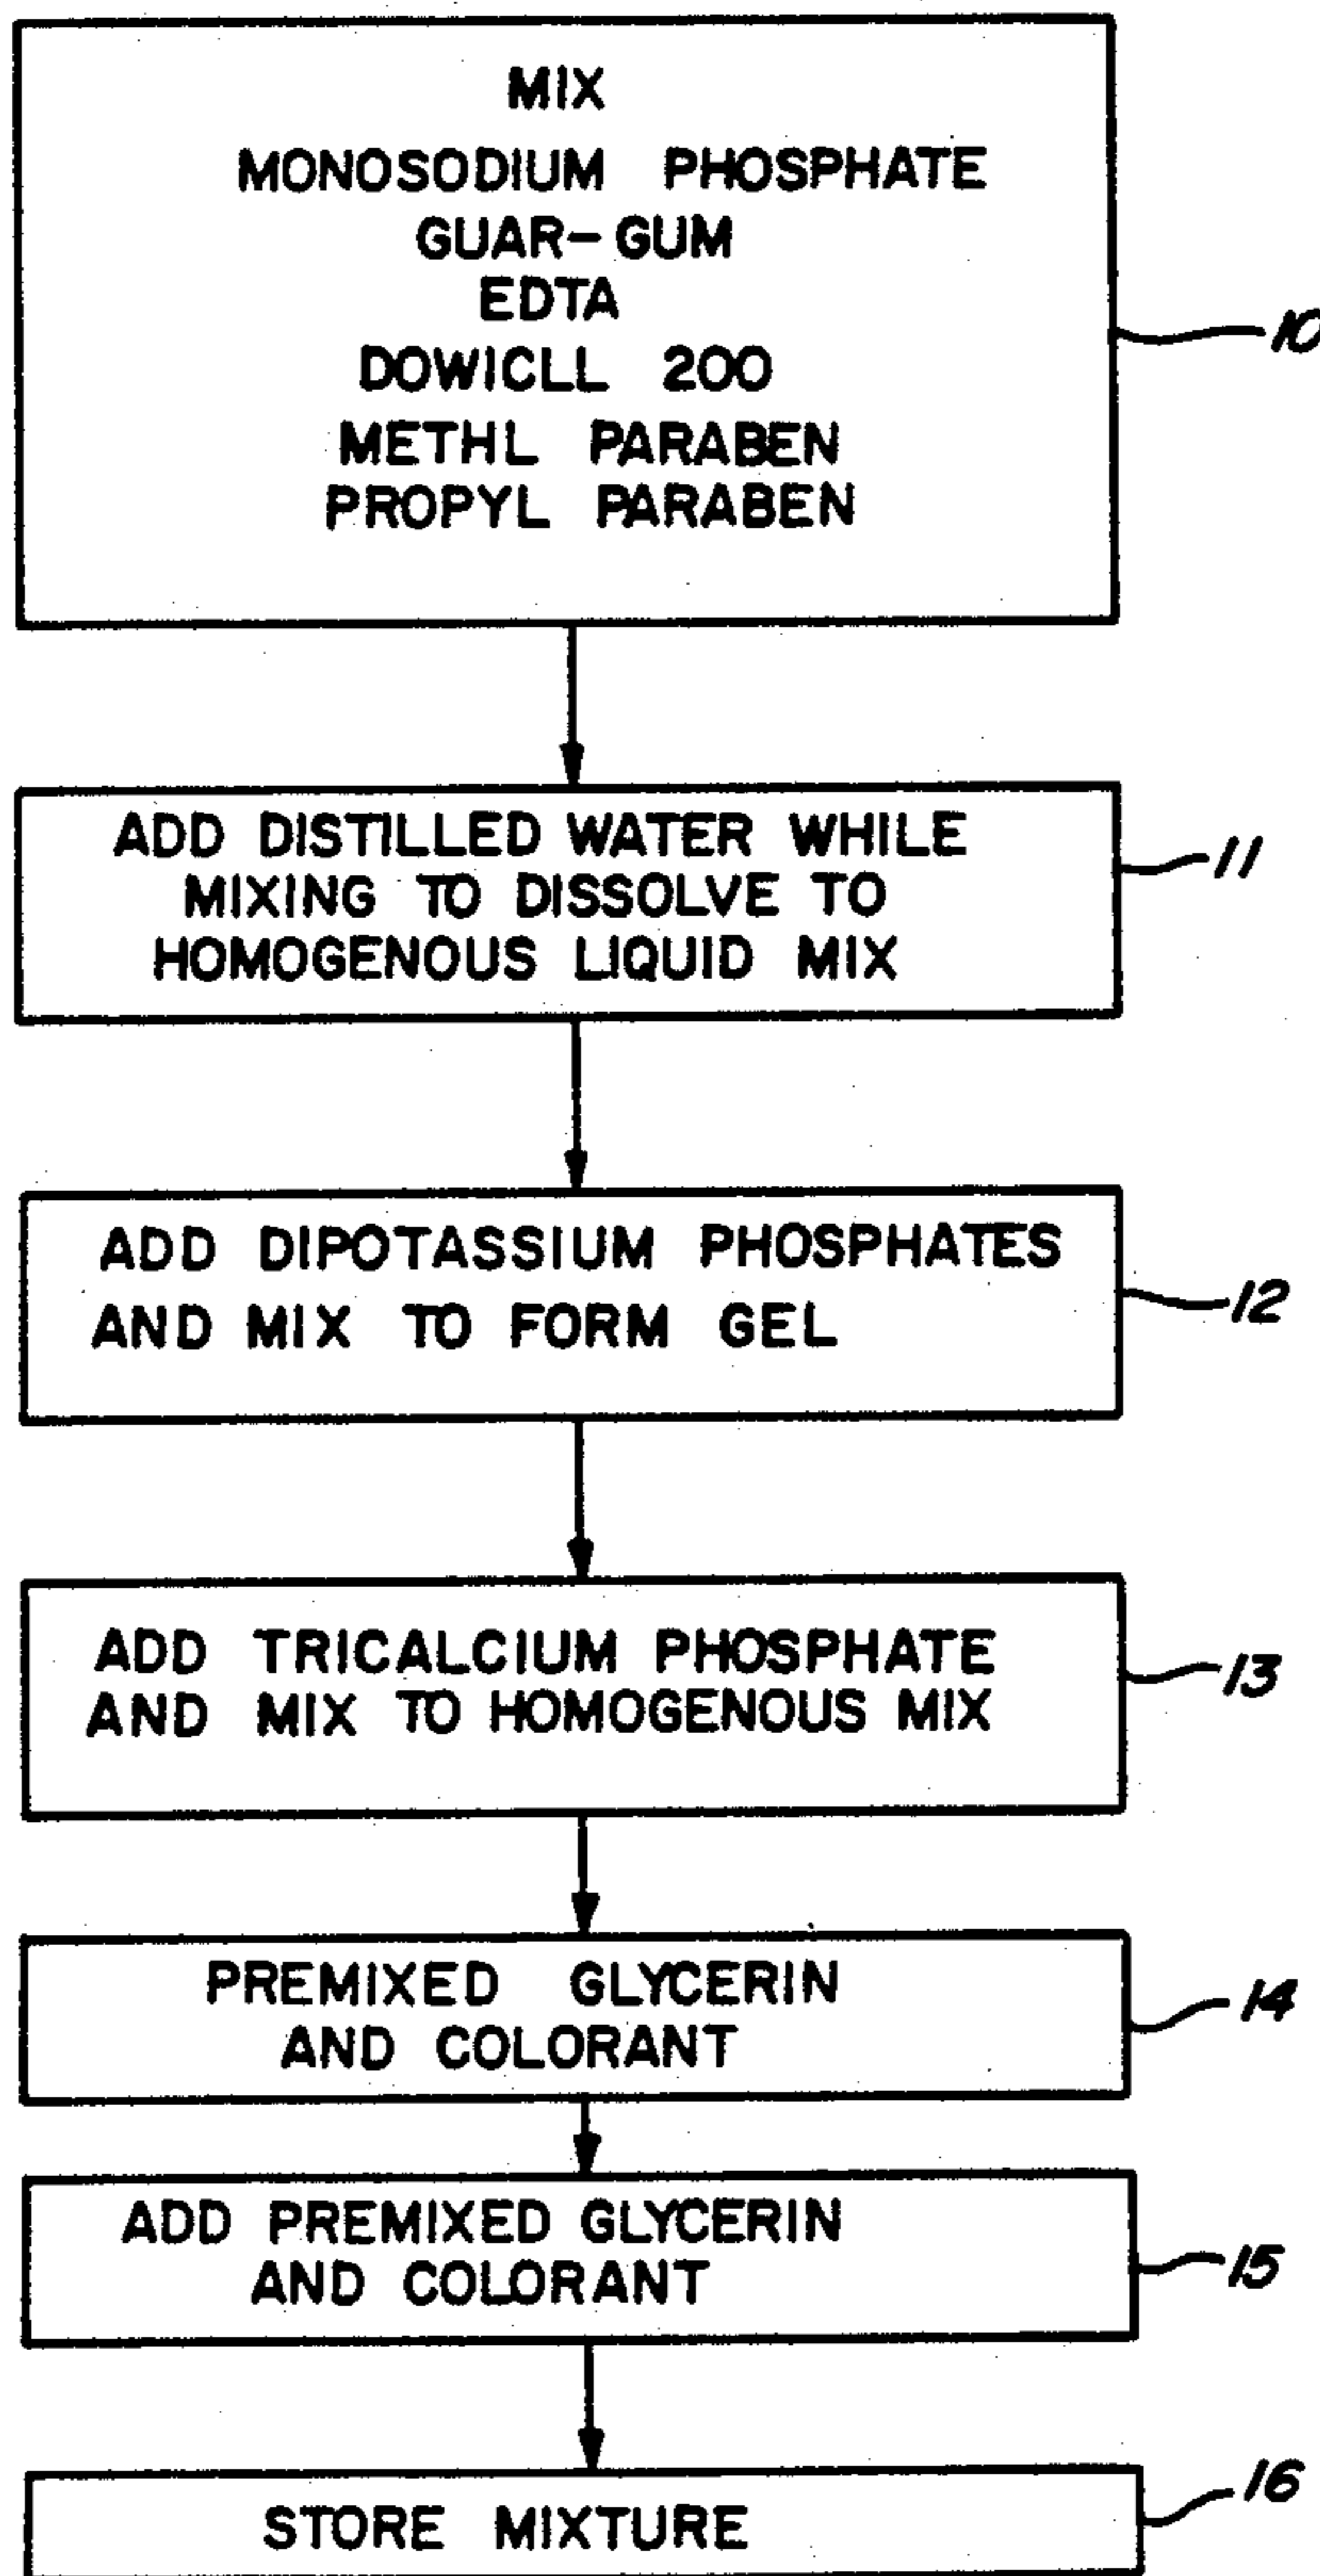 MIX
MONOSODIUM PHOSPHATE
GUAR-GUM
EDTA
DOWICLL 200
METHL PARABEN
PROPYL PARABEN
10
ADD DISTILLED WATER WHILE
MIXING TO DISSOLVE TO
HOMOGENOUS LIQUID MIX
11
ADD DIPOTASSIUM PHOSPHATES
AND MIX TO FORM GEL
12
ADD TRICALCIUM PHOSPHATE
AND MIX TO HOMOGENOUS MIX
13
PREMIXED GLYCERIN
AND COLORANT
14
ADD PREMIXED GLYCERIN
AND COLORANT
15
STORE MIXTURE
16